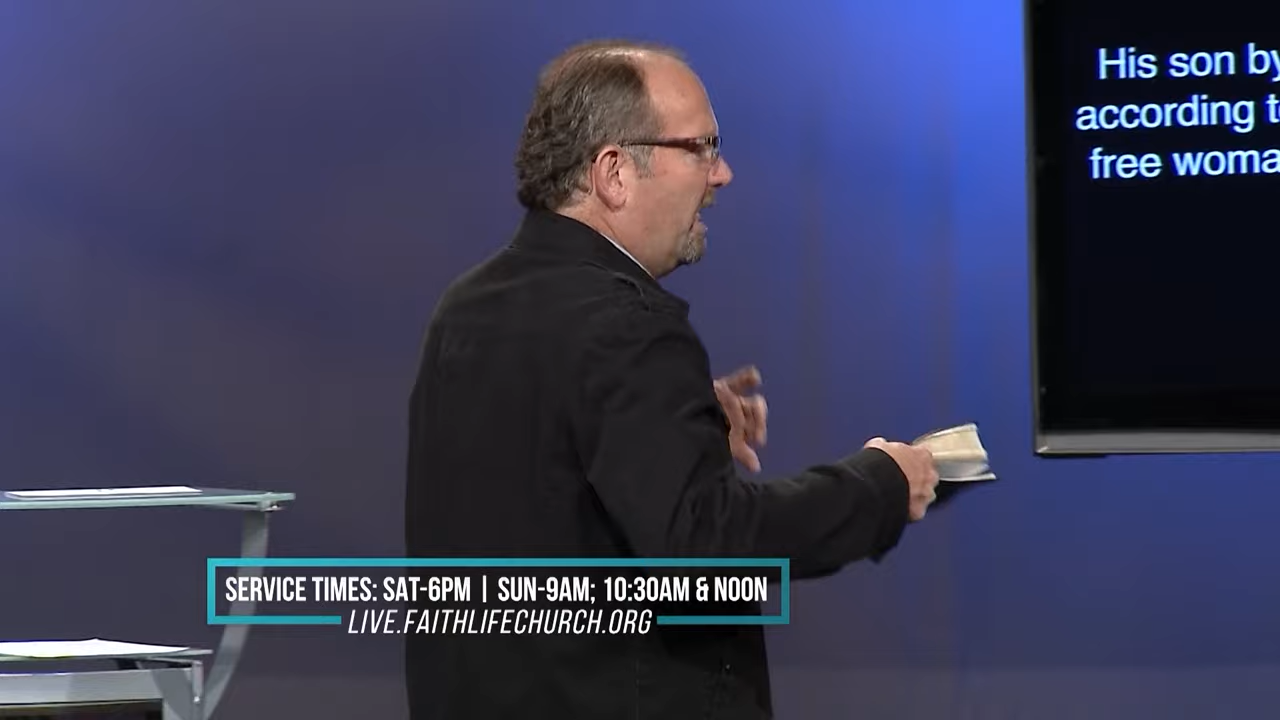 His son by
according t
free woma
SERVICE TIMES: SAT-6PM | SUN-9AM; 10:30AM & NOON
LIVE.FAITHLIFECHURCH.ORG